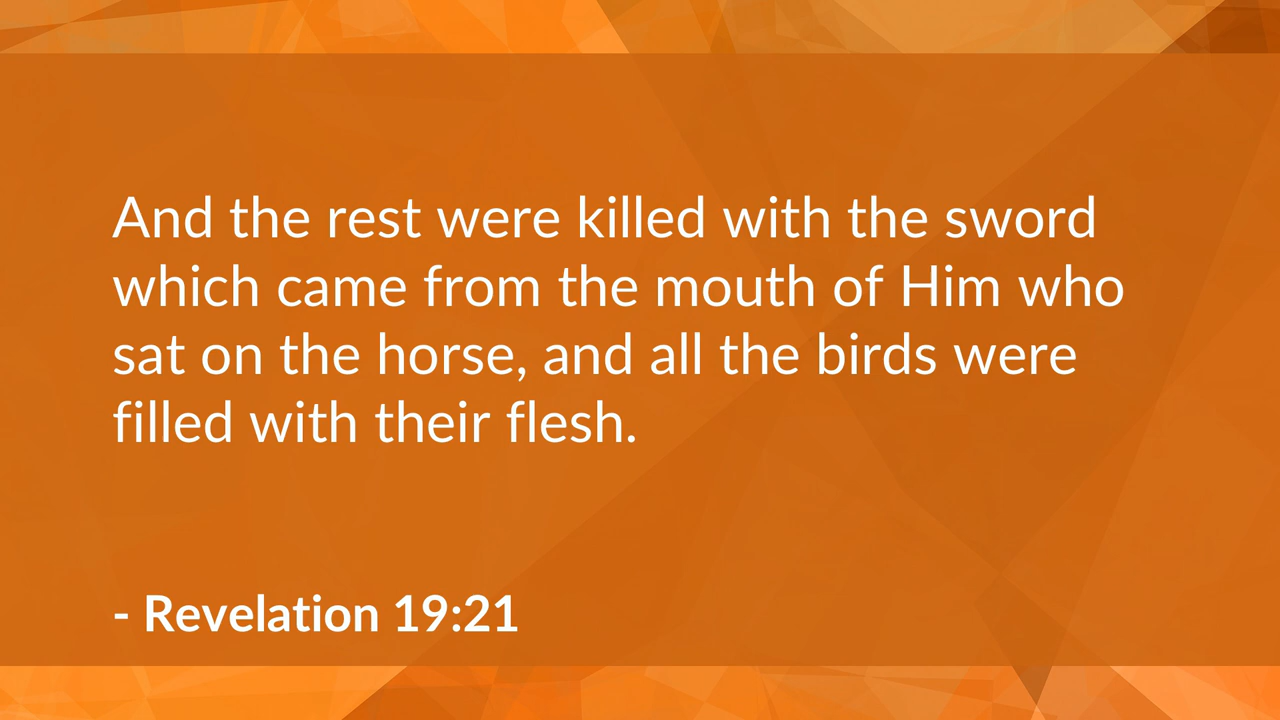 And the rest were killed with the sword
which came from the mouth of Him who
sat on the horse, and all the birds were
filled with their flesh.
- Revelation 19:21